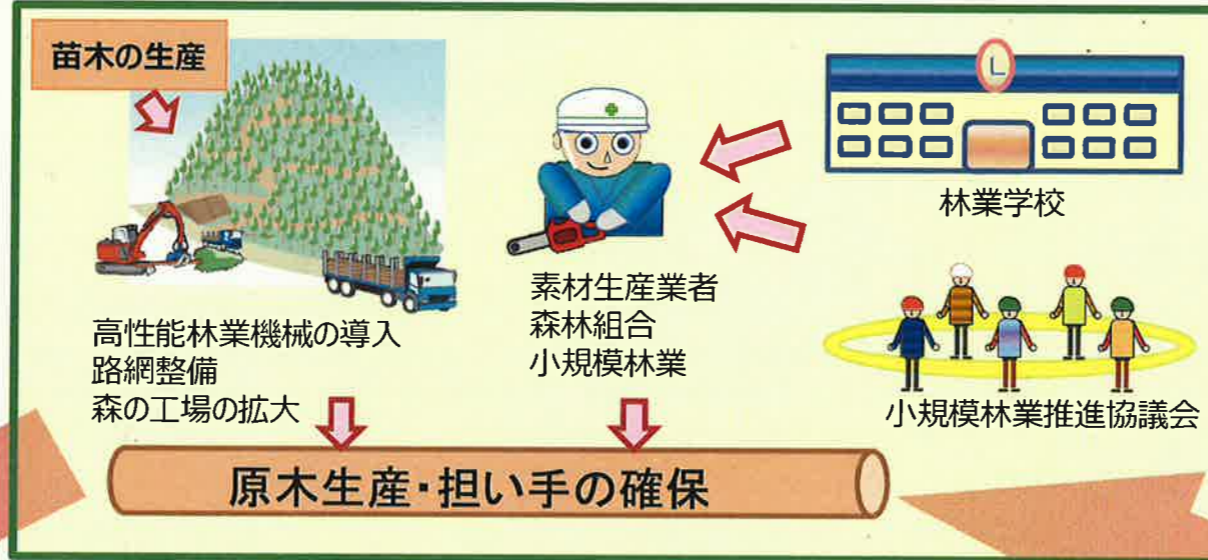 苗木の生産
高性能林業機械の導入
路網整備
森の工場の拡大
素材生産業者
森林組合
小規模林業
L
林業学校
小規模林業推進協議会
原木生産・担い手の確保